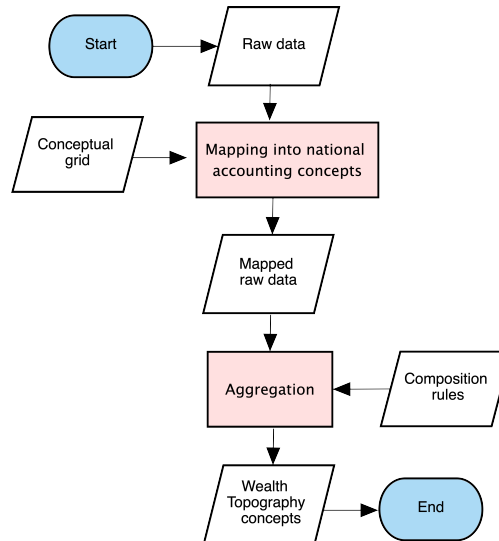 Start
Raw data
Conceptual
grid
Mapping into national
accounting concepts
Mapped
raw data
Aggregation
Composition
rules
Wealth
Topography
concepts
End